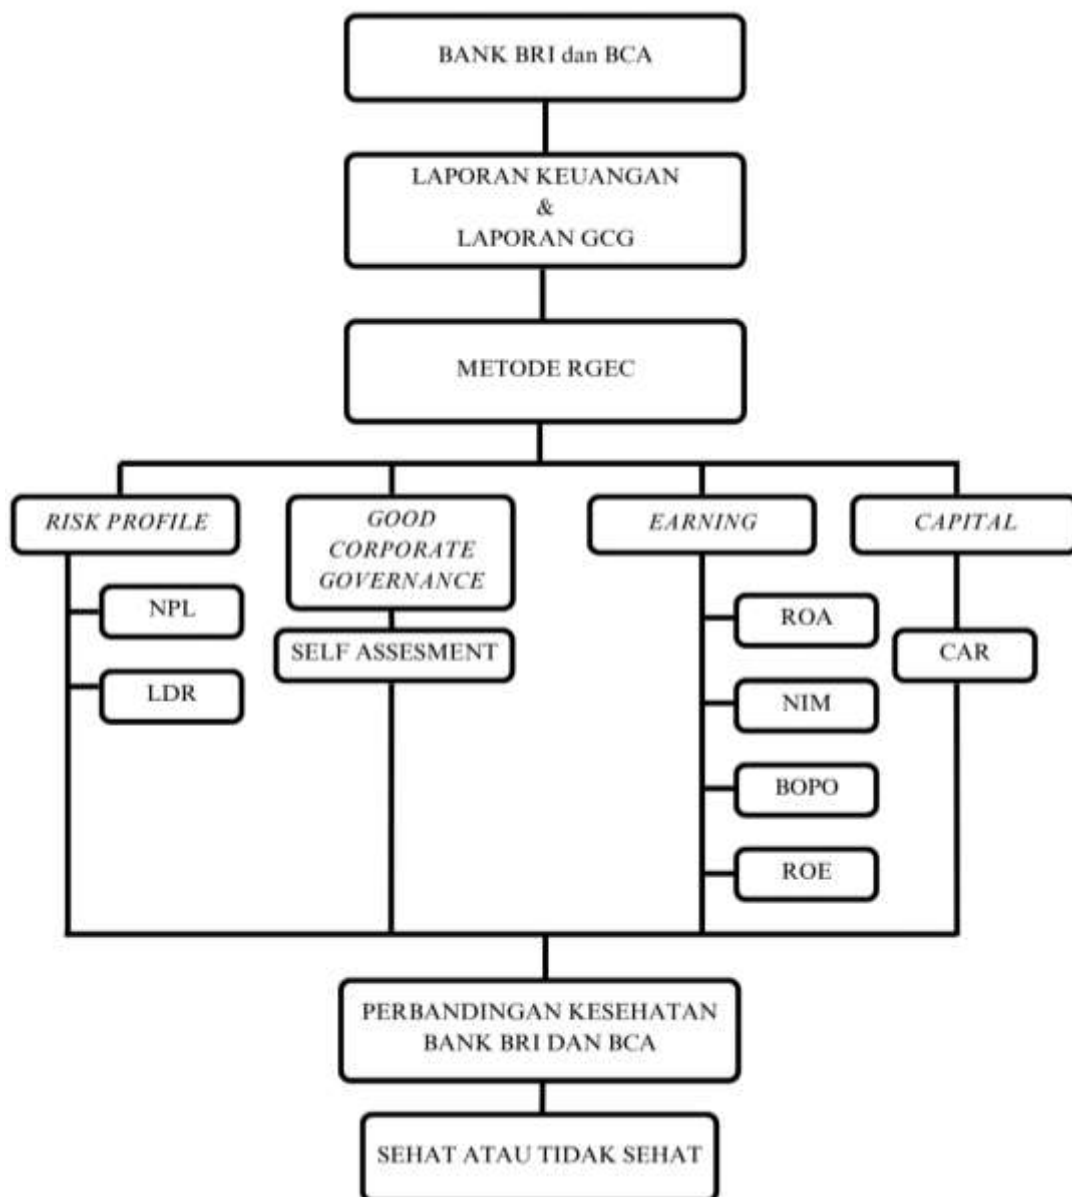 BANK BRI dan BCA
LAPORAN KEUANGAN
&
LAPORAN GCG
METODE RGEC
RISK PROFILE
NPL
LDR
GOOD
CORPORATE
GOVERNANCE
SELF ASSESMENT
EARNING
ROA
NIM
BOPO
ROE
CAPITAL
CAR
PERBANDINGAN KESEHATAN
BANK BRI DAN BCA
SEHAT ATAU TIDAK SEHAT